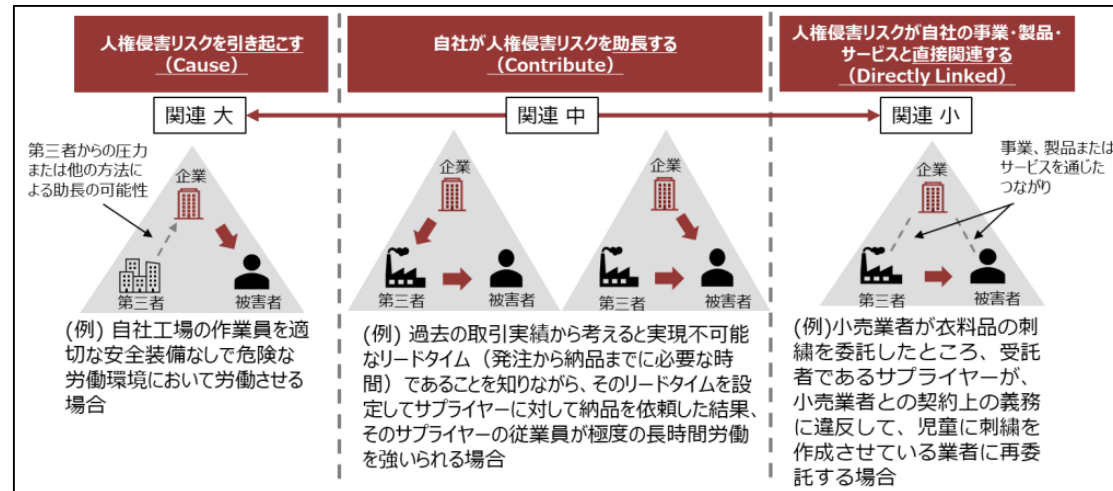 人権侵害リスクを引き起こす
（Cause）
自社が人権侵害リスクを助長する
（Contribute）
人権侵害リスクが自社の事業・製品・
サービスと直接関連する
（Directly Linked）
関連 大
関連 中
関連 小
第三者からの圧力
または他の方法に
よる助長の可能性
企業
第三者
被害者
企業
第三者
被害者
企業
第三者
被害者
事業、製品または
サービスを通じた
つながり
企業
第三者
被害者
(例) 自社工場の作業員を適
切な安全装備なしで危険な
労働環境において労働させる
場合
(例) 過去の取引実績から考えると実現不可能
なリードタイム（発注から納品までに必要な時
間）であることを知りながら、そのリードタイムを設
定してサプライヤーに対して納品を依頼した結果、
そのサプライヤーの従業員が極度の長時間労働
を強いられる場合
(例)小売業者が衣料品の刺
繍を委託したところ、受託
者であるサプライヤーが、
小売業者との契約上の義務
に違反して、児童に刺繍を
作成させている業者に再委
託する場合